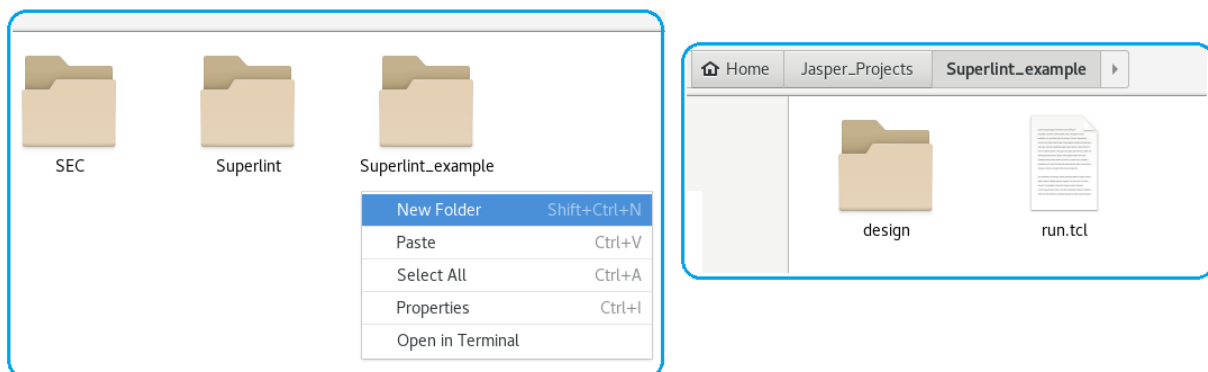 SEC
Superlint
Superlint_example
New Folder Shift+Ctrl+N
Paste Ctrl+V
Select All Ctrl+A
Properties Ctrl+I
Open in Terminal
Home Jasper_Projects Superlint_example
design
run.tcl